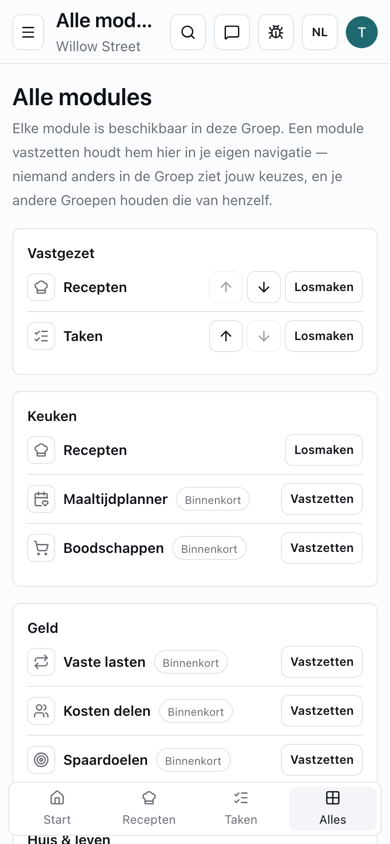 Alle mod...
Willow Street
NL
T
Alle modules
Elke module is beschikbaar in deze Groep. Een module
vastzetten houdt hem hier in je eigen navigatie —
niemand anders in de Groep ziet jouw keuzes, en je
andere Groepen houden die van henzelf.
Vastgezet
Recepten Losmaken
Taken Losmaken
Keuken
Recepten Losmaken
Maaltijdplanner Binnenkort Vastzetten
Boodschappen Binnenkort Vastzetten
Geld
Vaste lasten Binnenkort Vastzetten
Kosten delen Binnenkort Vastzetten
Spaardoelen Binnenkort Vastzetten
Start Recepten Taken Alles
Huis & leven